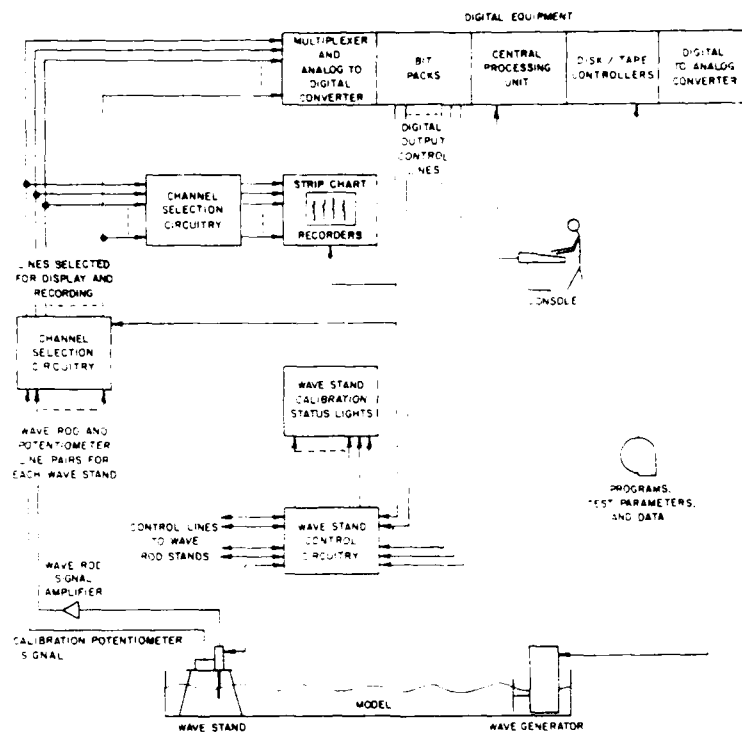 DIGITAL EQUIPMENT
MULTIPLEXER
AND
ANALOG TO
DIGITAL
CONVERTER
BIT
PACKS
CENTRAL
PROCESSING
UNIT
DISK / TAPE
CONTROLLERS
DIGITAL
TO ANALOG
CONVERTER
DIGITAL
OUTPUT
CONTROL
LINES
CHANNEL
SELECTION
CIRCUITRY
STRIP CHART
RECORDERS
LINES SELECTED
FOR DISPLAY AND
RECORDING
CONSOLE
CHANNEL
SELECTION
CIRCUITRY
WAVE STAND
CALIBRATION
STATUS LIGHTS
WAVE ROD AND
POTENTIOMETER
LINE PAIRS FOR
EACH WAVE STAND
PROGRAMS,
TEST PARAMETERS,
AND DATA
CONTROL LINES
TO WAVE
ROD STANDS
WAVE STAND
CONTROL
CIRCUITRY
WAVE ROD
SIGNAL
AMPLIFIER
CALIBRATION POTENTIOMETER
SIGNAL
MODEL
WAVE STAND
WAVE GENERATOR